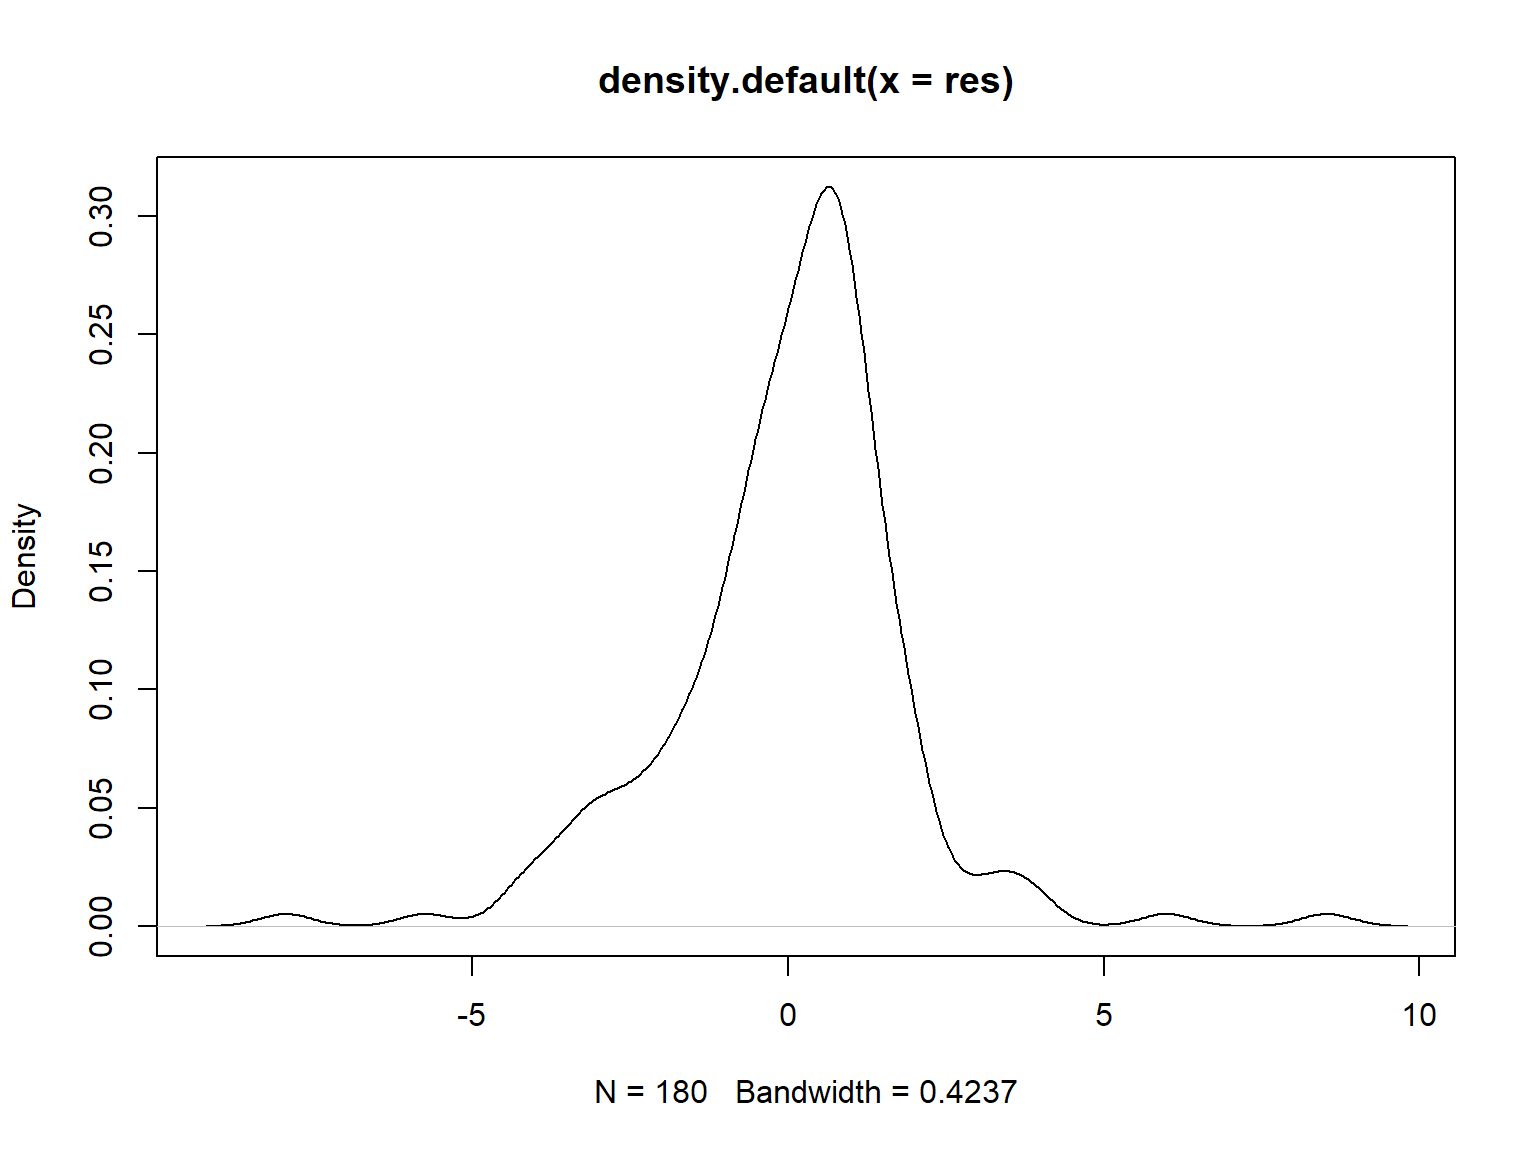 density.default(x = res)
Density
0.30
0.25
0.20
0.15
0.10
0.05
0.00
-5 0 5 10
N = 180 Bandwidth = 0.4237